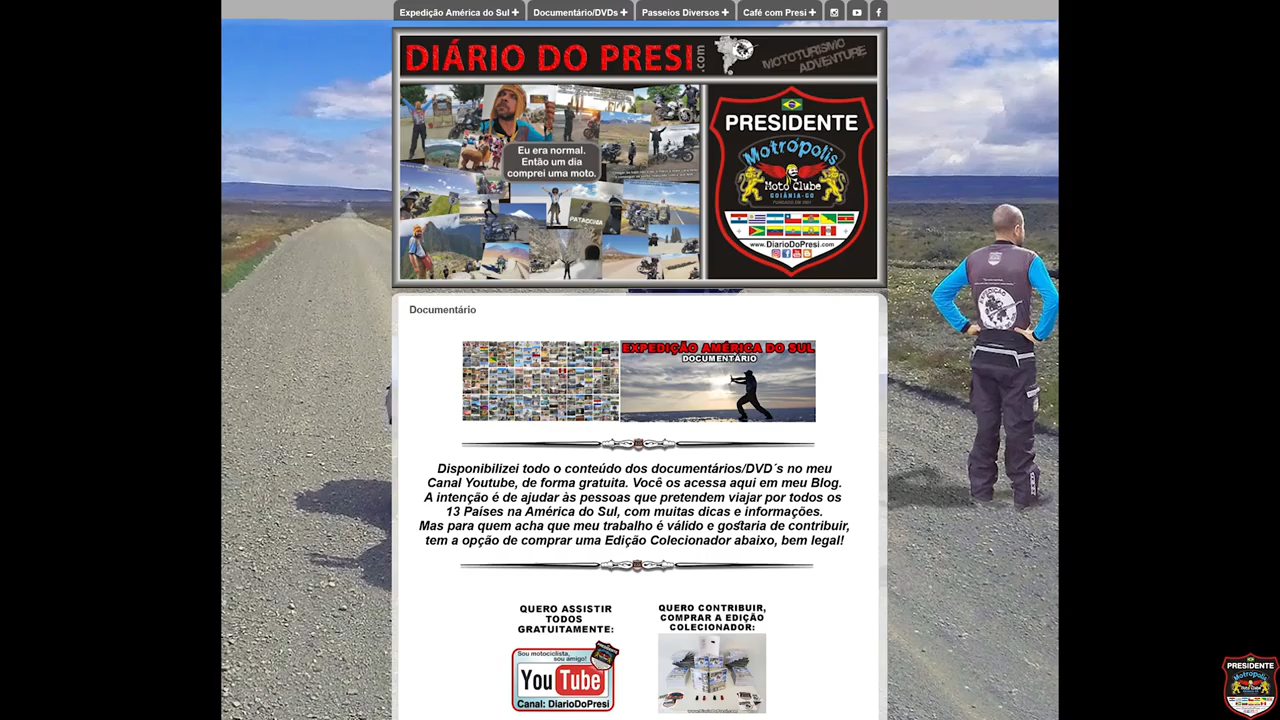 Expedição América do Sul + Documentário/DVDs + Passeios Diversos + Café com Presi +
DIÁRIO DO PRESI .com
MOTOTURISMO
ADVENTURE
Eu era normal.
Então um dia
comprei uma moto.
PATAGONIA
PRESIDENTE
Motrópolis
Moto Clube
GOIÂNIA-GO
www.DiarioDoPresi.com
Documentário
EXPEDIÇÃO AMÉRICA DO SUL
DOCUMENTÁRIO
Disponibilizei todo o conteúdo dos documentários/DVD´s no meu
Canal Youtube, de forma gratuita. Você os acessa aqui em meu Blog.
A intenção é de ajudar às pessoas que pretendem viajar por todos os
13 Países na América do Sul, com muitas dicas e informações.
Mas para quem acha que meu trabalho é válido e gostaria de contribuir,
tem a opção de comprar uma Edição Colecionador abaixo, bem legal!
QUERO ASSISTIR
TODOS
GRATUITAMENTE:
QUERO CONTRIBUIR,
COMPRAR A EDIÇÃO
COLECIONADOR:
Sou motociclista,
sou amigo!
YouTube
Canal: DiarioDoPresi
www.DiarioDoPresi.com
PRESIDENTE
Motrópolis
Moto Clube